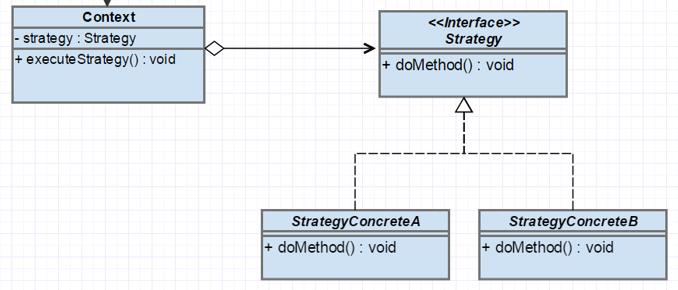 Context
- strategy : Strategy
+ executeStrategy() : void
<<Interface>>
Strategy
+ doMethod() : void
StrategyConcreteA
+ doMethod() : void
StrategyConcreteB
+ doMethod() : void